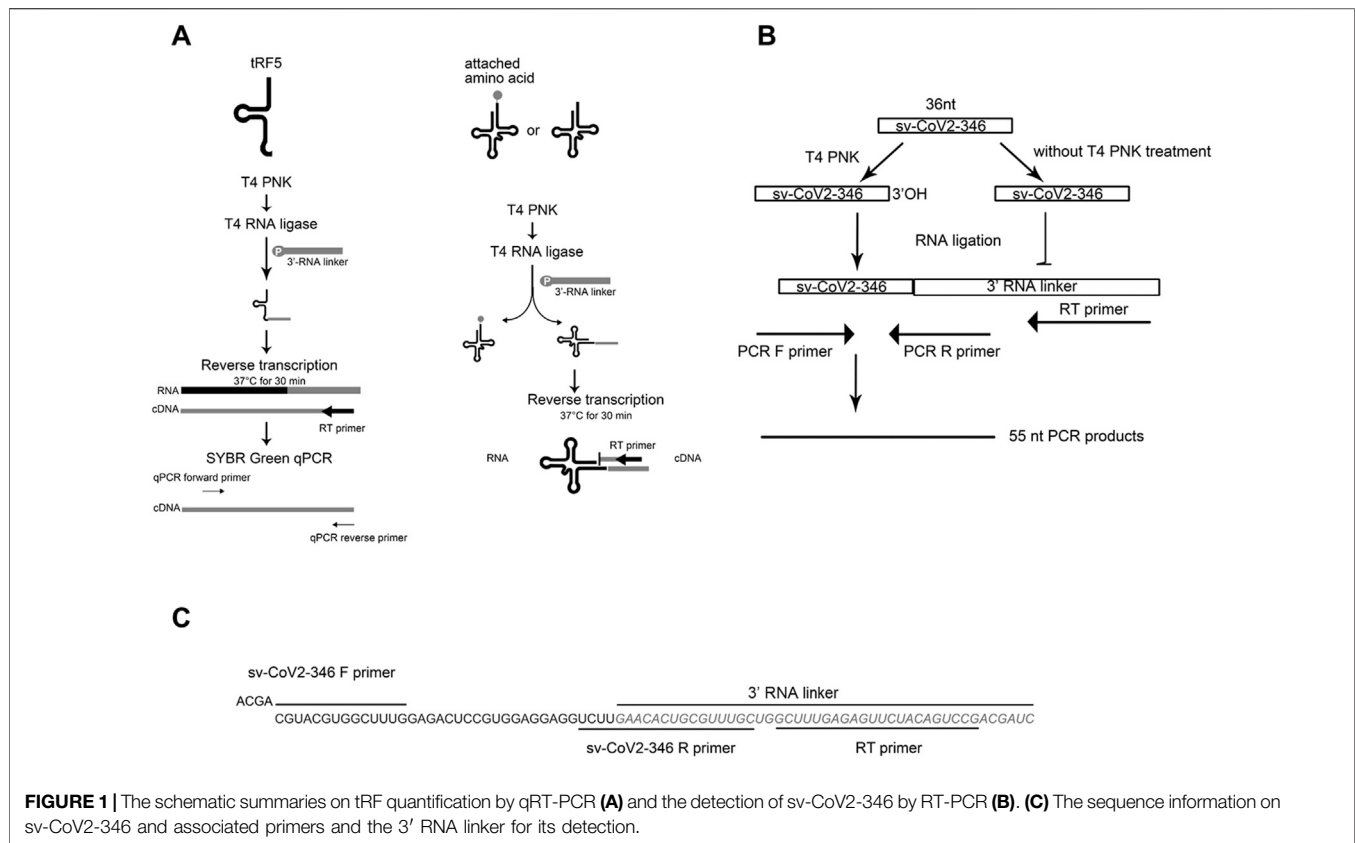 A
tRF5
T4 PNK
T4 RNA ligase
P
3'-RNA linker
Reverse transcription
37°C for 30 min
RNA
cDNA
RT primer
SYBR Green qPCR
qPCR forward primer
cDNA
qPCR reverse primer
attached
amino acid
or
T4 PNK
T4 RNA ligase
P
3'-RNA linker
Reverse transcription
37°C for 30 min
RT primer
RNA
cDNA
B
36nt
sv-CoV2-346
T4 PNK
without T4 PNK treatment
sv-CoV2-346
3'OH
sv-CoV2-346
RNA ligation
sv-CoV2-346
3' RNA linker
RT primer
PCR F primer
PCR R primer
55 nt PCR products
C
sv-CoV2-346 F primer
3' RNA linker
ACGA
CGUACGUGGCUUUGGAGACUCCGUGGAGGAGGUCUUGAACACUGCGUUUGCUGGCUUUGAGAGUUCUACAGUCCGACGAUC
sv-CoV2-346 R primer
RT primer
FIGURE 1 | The schematic summaries on tRF quantification by qRT-PCR (A) and the detection of sv-CoV2-346 by RT-PCR (B). (C) The sequence information on
sv-CoV2-346 and associated primers and the 3′ RNA linker for its detection.